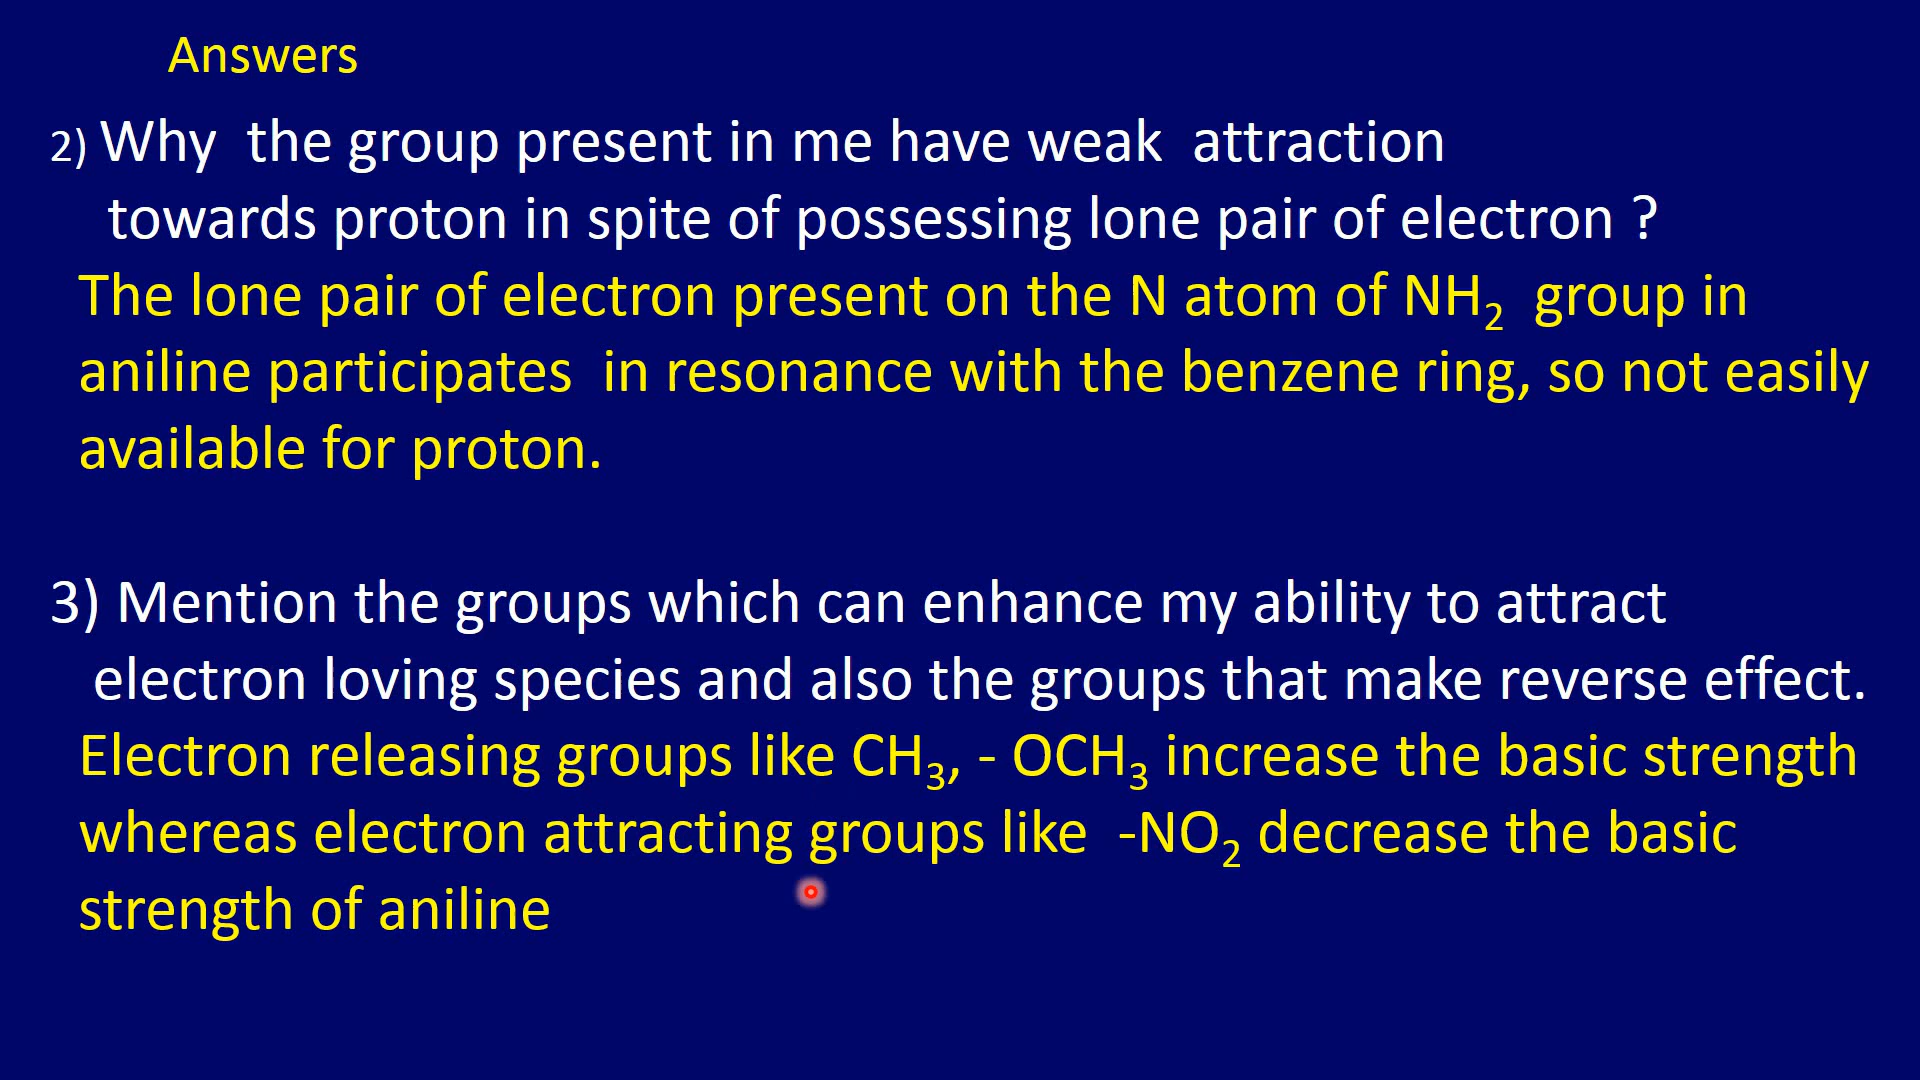 Answers
2) Why the group present in me have weak attraction
towards proton in spite of possessing lone pair of electron ?
The lone pair of electron present on the N atom of NH₂ group in
aniline participates in resonance with the benzene ring, so not easily
available for proton.
3) Mention the groups which can enhance my ability to attract
electron loving species and also the groups that make reverse effect.
Electron releasing groups like CH₃, - OCH₃ increase the basic strength
whereas electron attracting groups like -NO₂ decrease the basic
strength of aniline